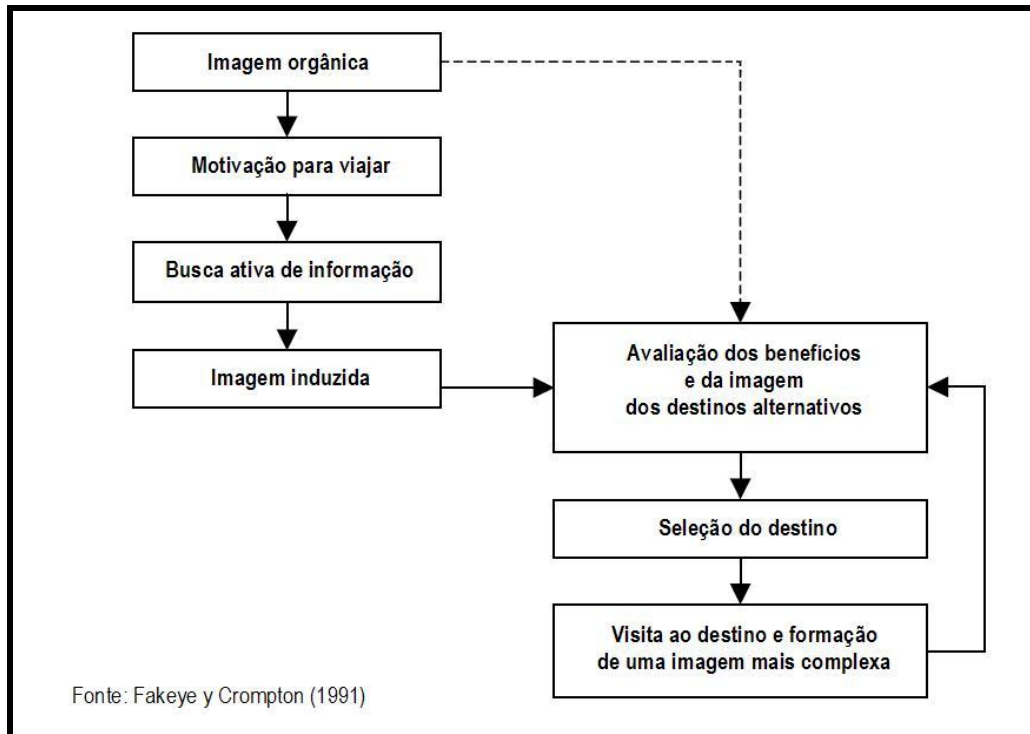 Imagem orgânica
Motivação para viajar
Busca ativa de informação
Imagem induzida
Avaliação dos benefícios
e da imagem
dos destinos alternativos
Seleção do destino
Visita ao destino e formação
de uma imagem mais complexa
Fonte: Fakeye y Crompton (1991)